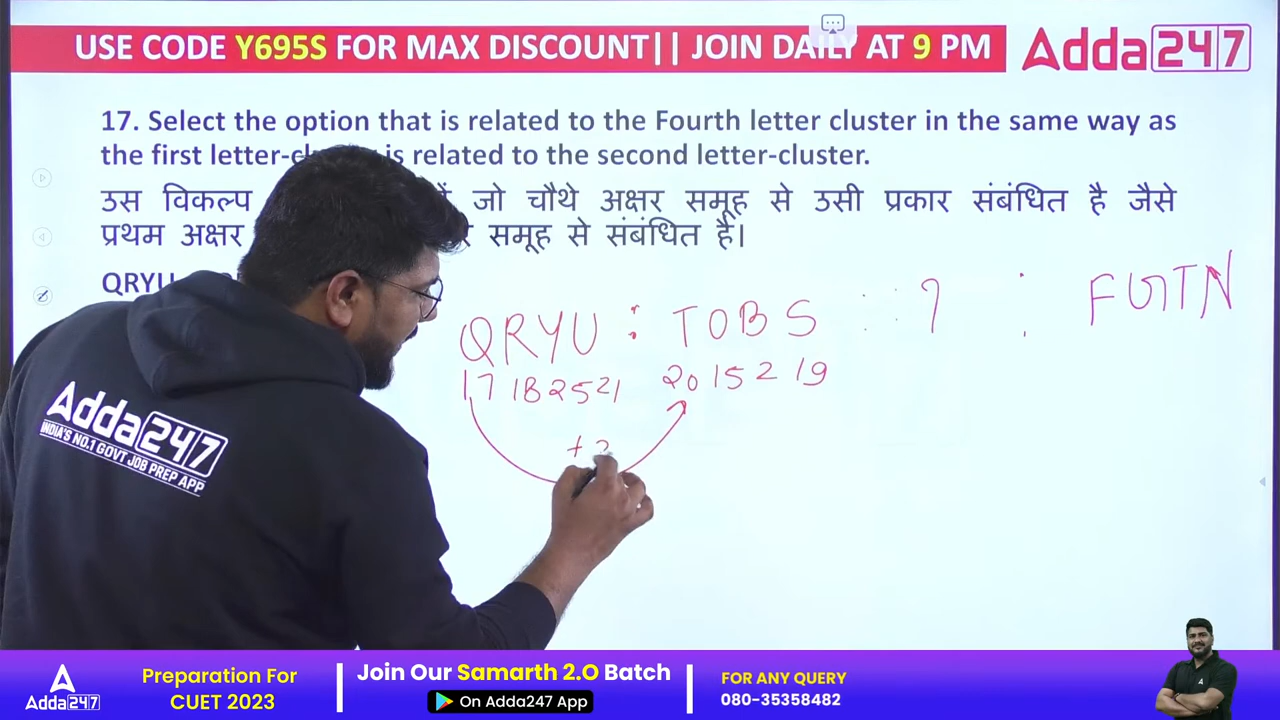 USE CODE Y695S FOR MAX DISCOUNT|| JOIN DAILY AT 9 PM
Adda247
17. Select the option that is related to the Fourth letter cluster in the same way as
the first letter- is related to the second letter-cluster.
उस विकल्प जो चौथे अक्षर समूह से उसी प्रकार संबंधित है जैसे
प्रथम अक्षर समूह से संबंधित है।
QRYU
QRYU : TOBS :: ? : FGTN
17 18 25 21 20 15 2 19
+3
Adda247
INDIA'S NO.1 GOVT JOB PREP APP
Adda247
Preparation For
CUET 2023
Join Our Samarth 2.O Batch
On Adda247 App
FOR ANY QUERY
080-35358482